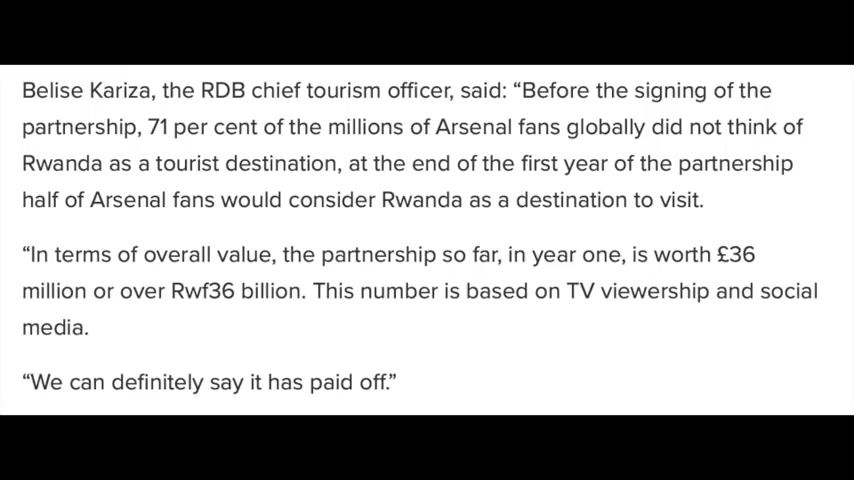 Belise Kariza, the RDB chief tourism officer, said: “Before the signing of the
partnership, 71 per cent of the millions of Arsenal fans globally did not think of
Rwanda as a tourist destination, at the end of the first year of the partnership
half of Arsenal fans would consider Rwanda as a destination to visit.
“In terms of overall value, the partnership so far, in year one, is worth £36
million or over Rwf36 billion. This number is based on TV viewership and social
media.
“We can definitely say it has paid off.”